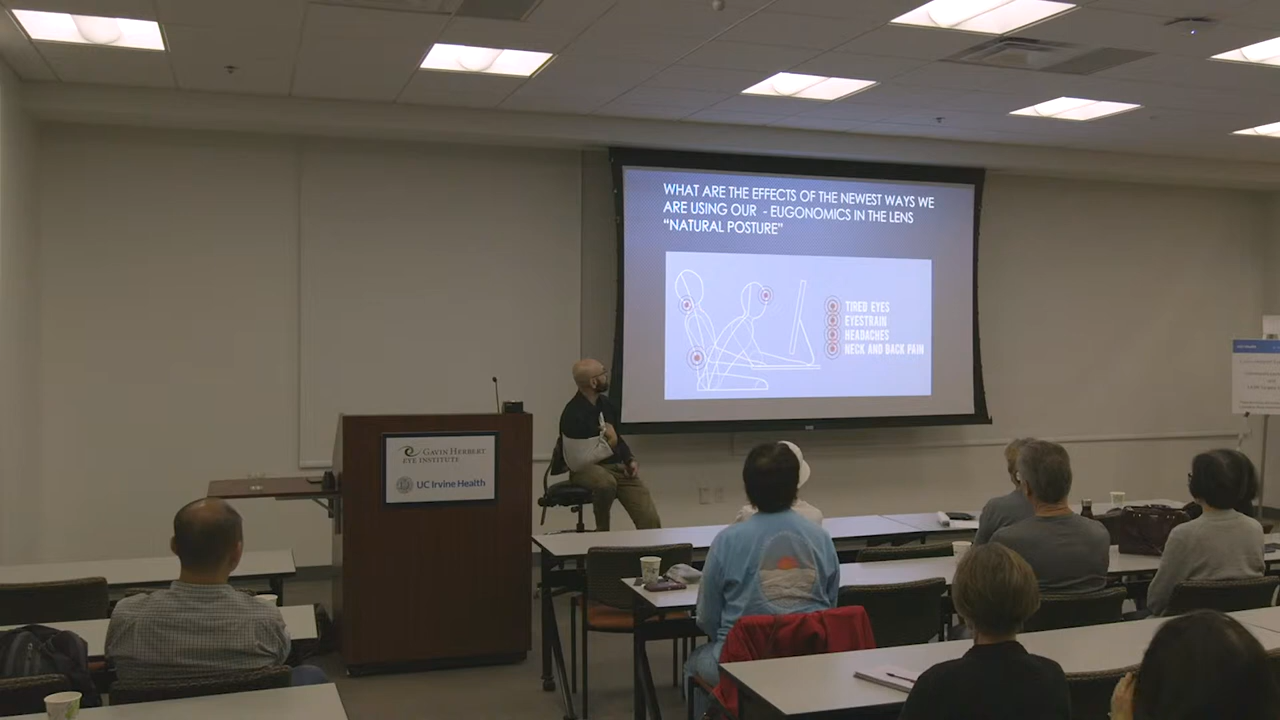 WHAT ARE THE EFFECTS OF THE NEWEST WAYS WE
ARE USING OUR - EUGONOMICS IN THE LENS
"NATURAL POSTURE"
TIRED EYES
EYESTRAIN
HEADACHES
NECK AND BACK PAIN
GAVIN HERBERT
EYE INSTITUTE
UC Irvine Health